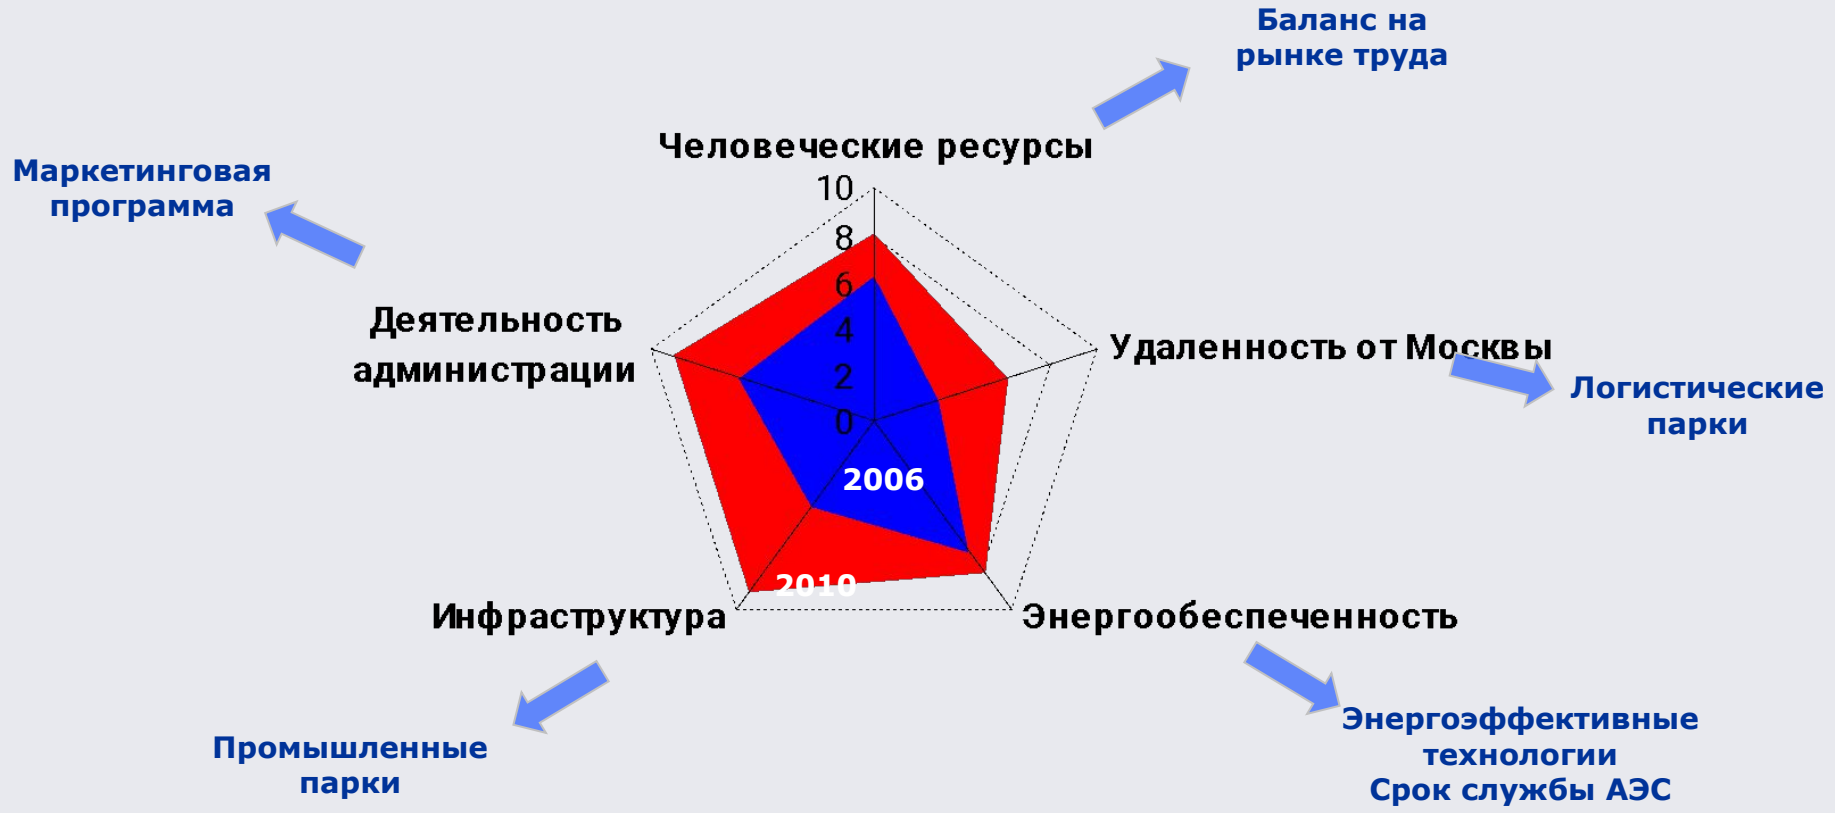 Баланс на
рынке труда
Человеческие ресурсы
Маркетинговая
программа
10
8
6
4
2
0
Деятельность
администрации
Удаленность от Москвы
Логистические
парки
2006
2010
Инфраструктура
Энергообеспеченность
Промышленные
парки
Энергоэффективные
технологии
Срок службы АЭС